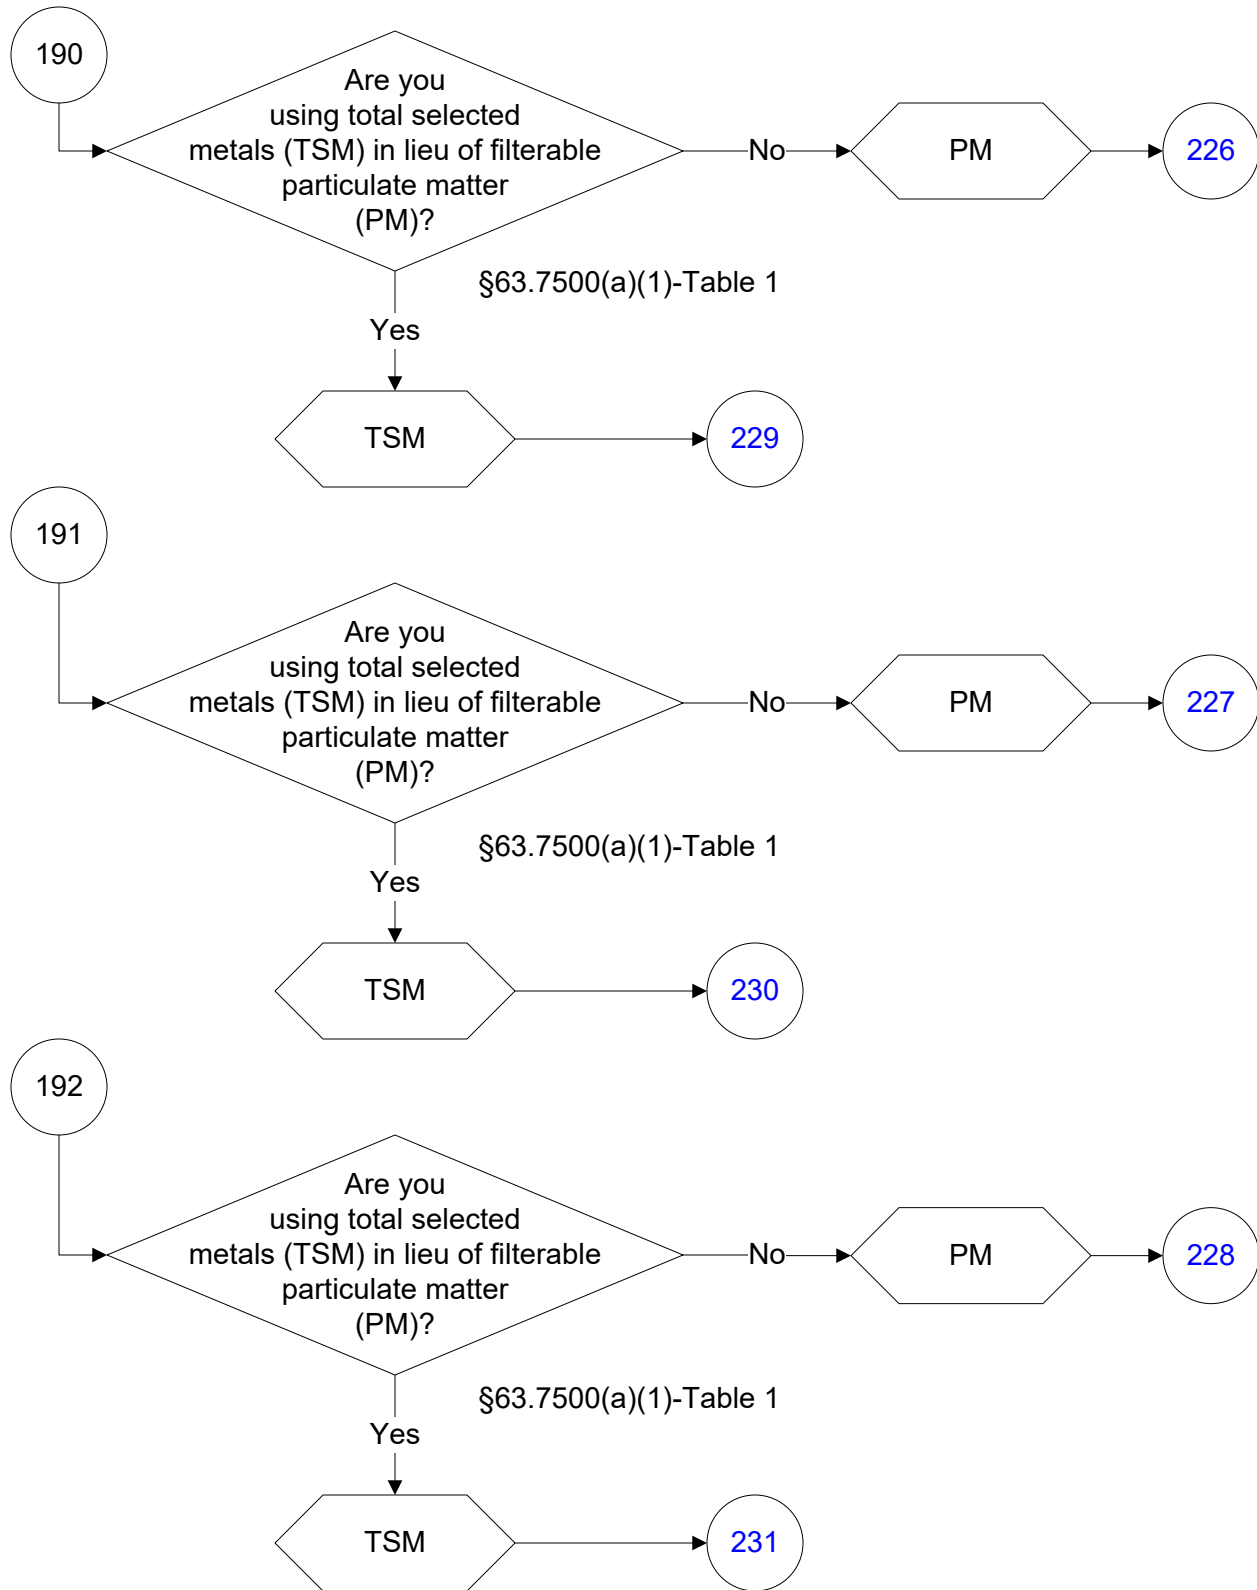 190
Are you
using total selected
metals (TSM) in lieu of filterable
particulate matter
(PM)?
No
PM
226
§63.7500(a)(1)-Table 1
Yes
TSM
229
191
Are you
using total selected
metals (TSM) in lieu of filterable
particulate matter
(PM)?
No
PM
227
§63.7500(a)(1)-Table 1
Yes
TSM
230
192
Are you
using total selected
metals (TSM) in lieu of filterable
particulate matter
(PM)?
No
PM
228
§63.7500(a)(1)-Table 1
Yes
TSM
231